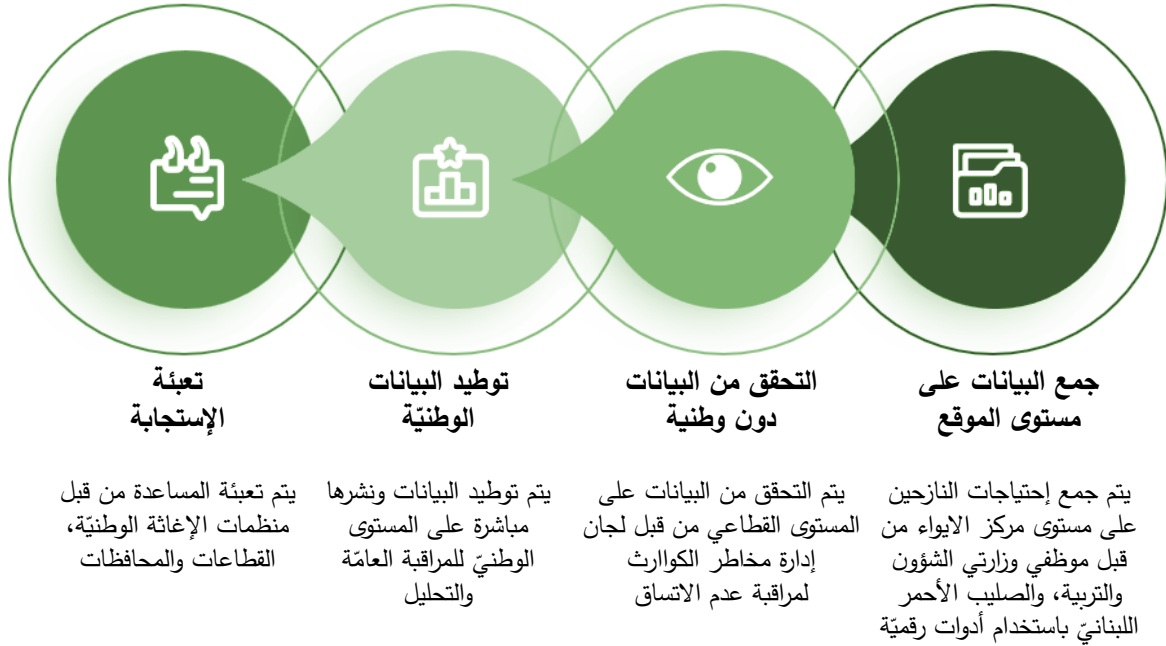 جمع البيانات على
مستوى الموقع
يتم جمع إحتياجات النازحين
على مستوى مركز الايواء من
قبل موظفي وزارتي الشؤون
والتربية، والصليب الأحمر
اللبنانيّ باستخدام أدوات رقميّة
التحقق من البيانات
دون وطنية
يتم التحقق من البيانات على
المستوى القطاعي من قبل لجان
إدارة مخاطر الكواارث
لمراقبة عدم الاتساق
توطيد البيانات
الوطنيّة
يتم توطيد البيانات ونشرها
مباشرة على المستوى
الوطنيّ للمراقبة العامّة
والتحليل
تعبئة
الإستجابة
يتم تعبئة المساعدة من قبل
منظمات الإغاثة الوطنيّة،
القطاعات والمحافظات